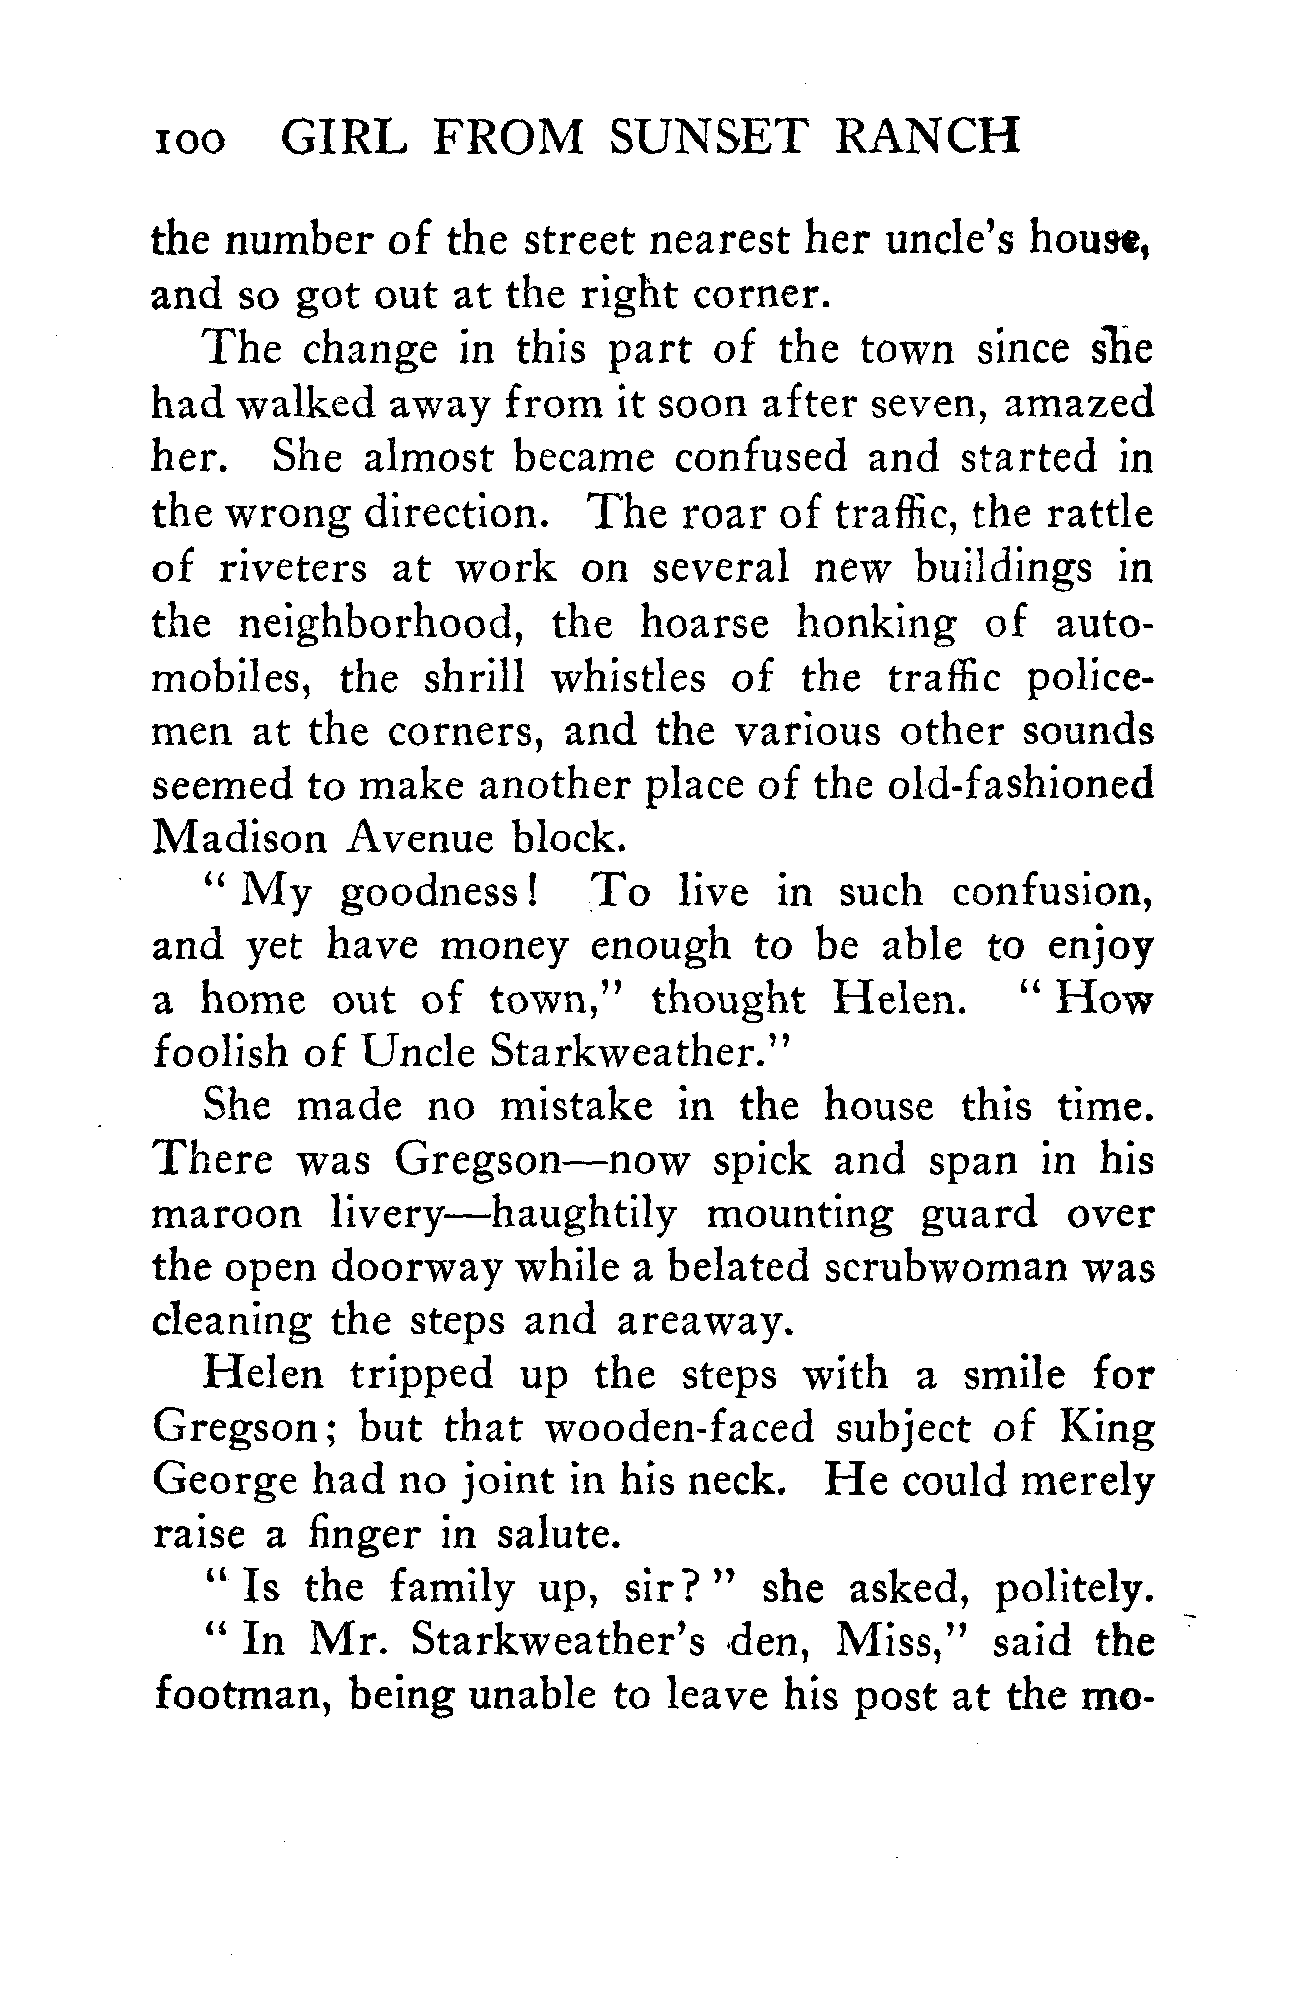 100 GIRL FROM SUNSET RANCH
the number of the street nearest her uncle's house,
and so got out at the right corner.
The change in this part of the town since she
had walked away from it soon after seven, amazed
her. She almost became confused and started in
the wrong direction. The roar of traffic, the rattle
of riveters at work on several new buildings in
the neighborhood, the hoarse honking of auto-
mobiles, the shrill whistles of the traffic police-
men at the corners, and the various other sounds
seemed to make another place of the old-fashioned
Madison Avenue block.
" My goodness! To live in such confusion,
and yet have money enough to be able to enjoy
a home out of town," thought Helen. " How
foolish of Uncle Starkweather."
She made no mistake in the house this time.
There was Gregson—now spick and span in his
maroon livery—haughtily mounting guard over
the open doorway while a belated scrubwoman was
cleaning the steps and areaway.
Helen tripped up the steps with a smile for
Gregson; but that wooden-faced subject of King
George had no joint in his neck. He could merely
raise a finger in salute.
" Is the family up, sir? " she asked, politely.
" In Mr. Starkweather's den, Miss," said the
footman, being unable to leave his post at the mo-